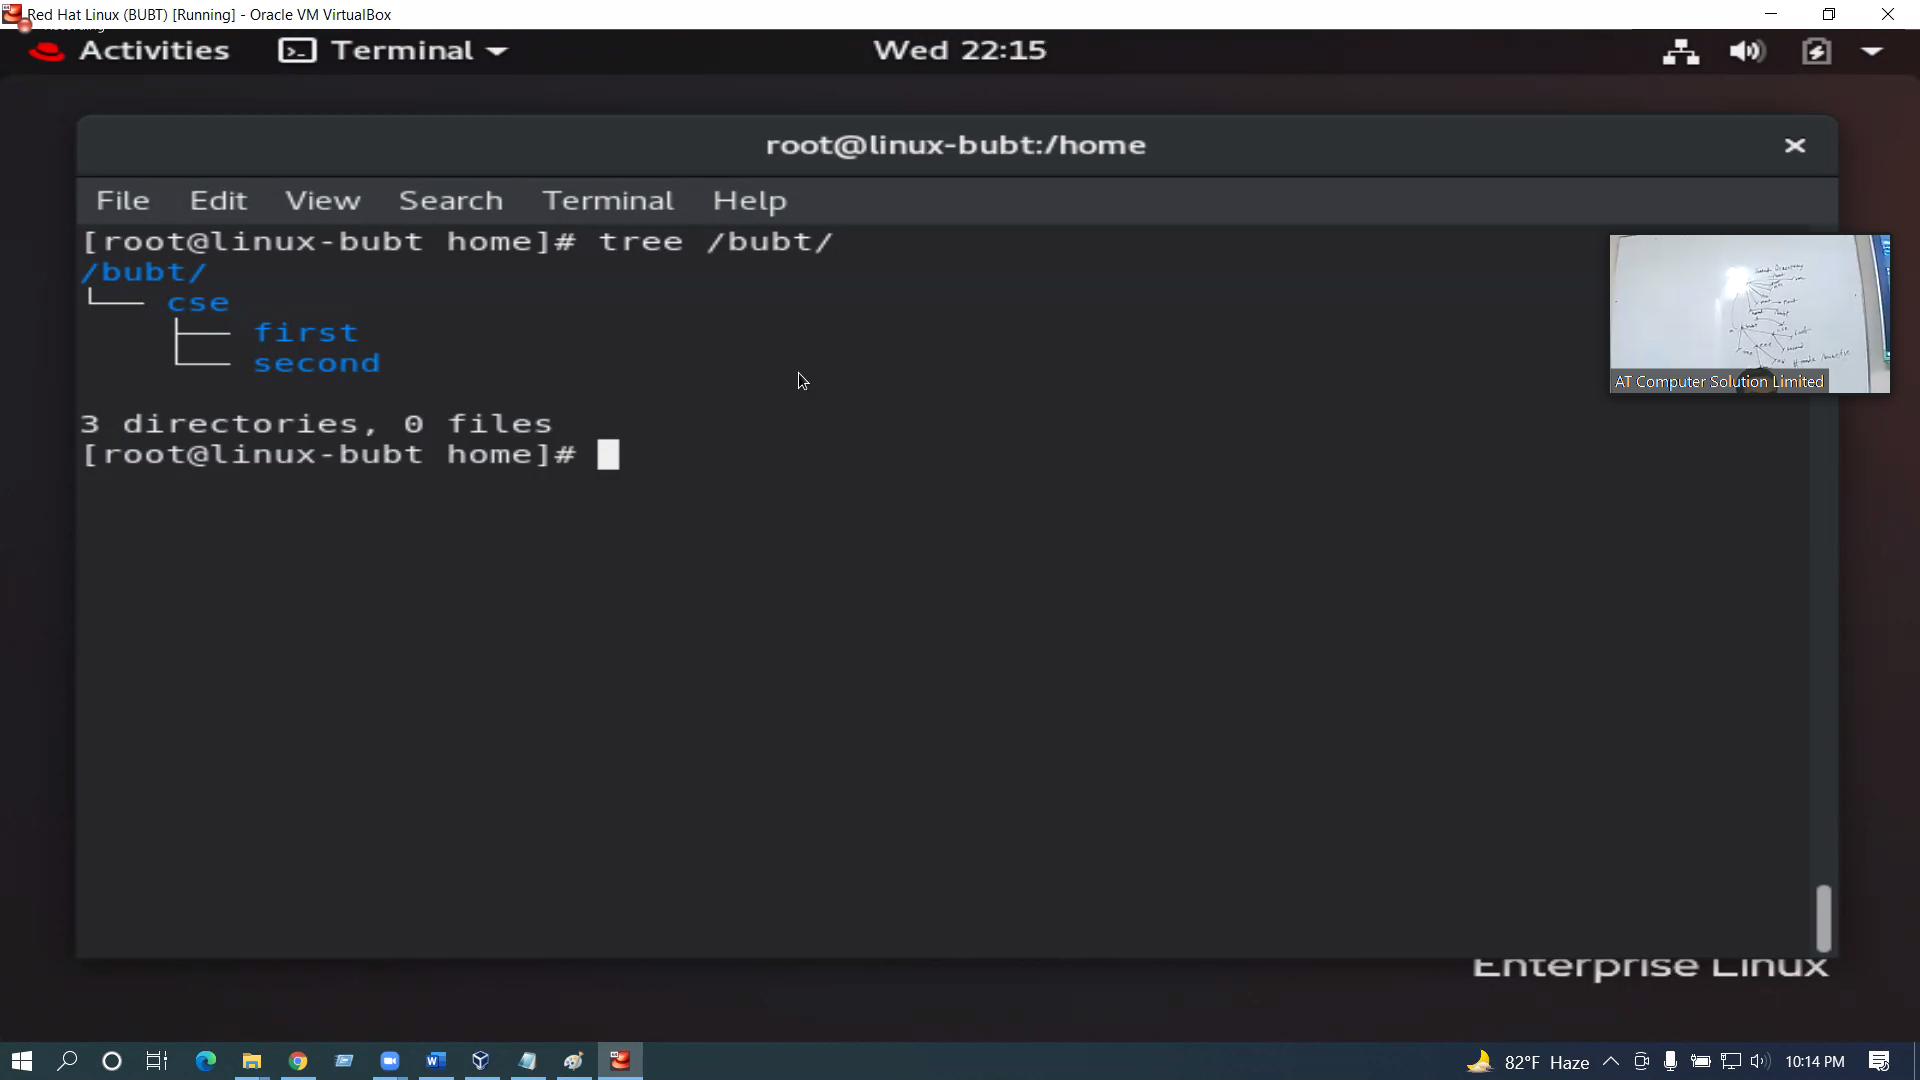 Red Hat Linux (BUBT) [Running] - Oracle VM VirtualBox
Activities Terminal Wed 22:15
root@linux-bubt:/home
File Edit View Search Terminal Help
[root@linux-bubt home]# tree /bubt/
/bubt/
└── cse
    ├── first
    └── second
3 directories, 0 files
[root@linux-bubt home]#
AT Computer Solution Limited
Enterprise Linux
82°F Haze 10:14 PM